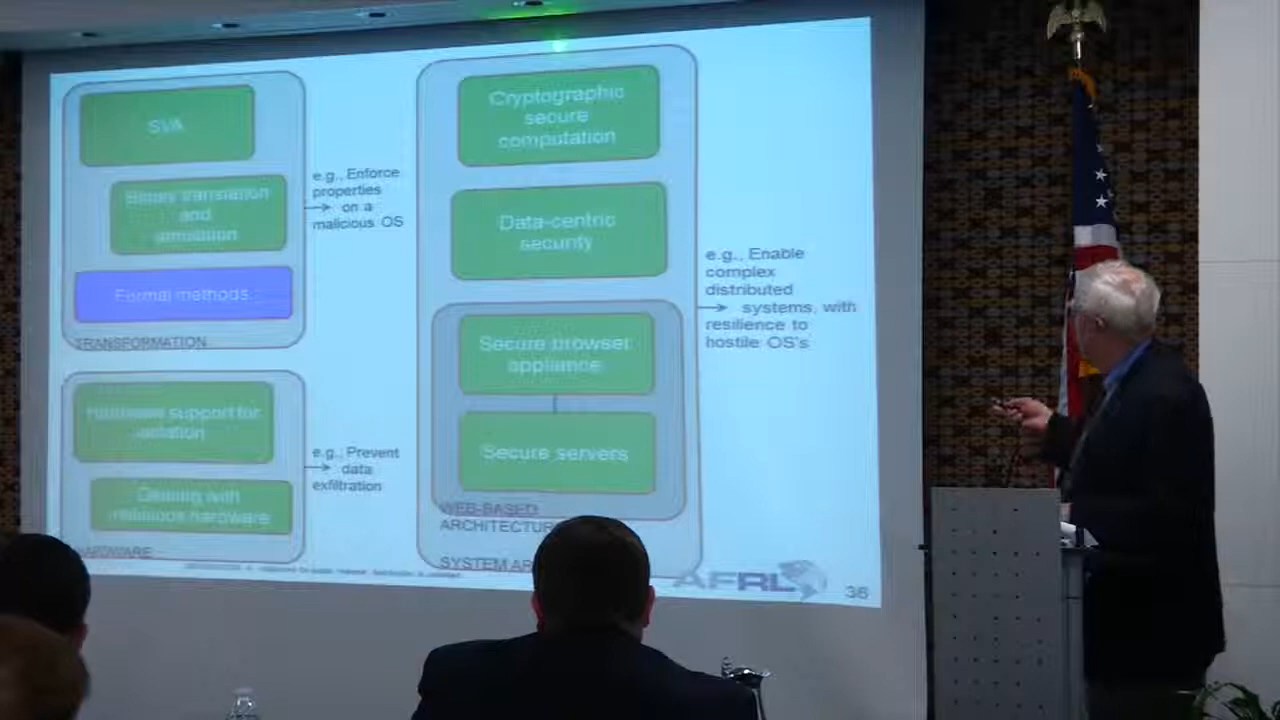 SVA
Binary translation
and
emulation
Formal methods
TRANSFORMATION
e.g., Enforce
properties
on a
malicious OS
Hardware support for
isolation
Dealing with
malicious hardware
HARDWARE
e.g., Prevent
data
exfiltration
Cryptographic
secure
computation
Data-centric
security
Secure browser
appliance
Secure servers
WEB-BASED
ARCHITECTUR
SYSTEM AR
e.g., Enable
complex
distributed
systems, with
resilience to
hostile OS's
AFRL
36